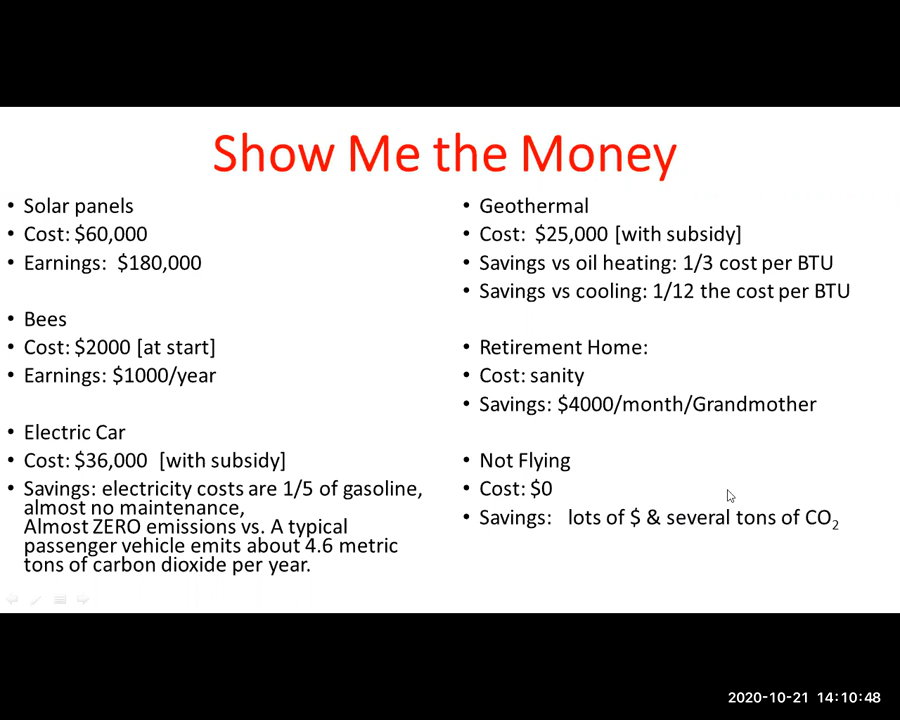 Show Me the Money
• Solar panels
• Cost: $60,000
• Earnings: $180,000
• Bees
• Cost: $2000 [at start]
• Earnings: $1000/year
• Electric Car
• Cost: $36,000 [with subsidy]
• Savings: electricity costs are 1/5 of gasoline,
almost no maintenance,
Almost ZERO emissions vs. A typical
passenger vehicle emits about 4.6 metric
tons of carbon dioxide per year.
• Geothermal
• Cost: $25,000 [with subsidy]
• Savings vs oil heating: 1/3 cost per BTU
• Savings vs cooling: 1/12 the cost per BTU
• Retirement Home:
• Cost: sanity
• Savings: $4000/month/Grandmother
• Not Flying
• Cost: $0
• Savings: lots of $ & several tons of CO₂
2020-10-21 14:10:48